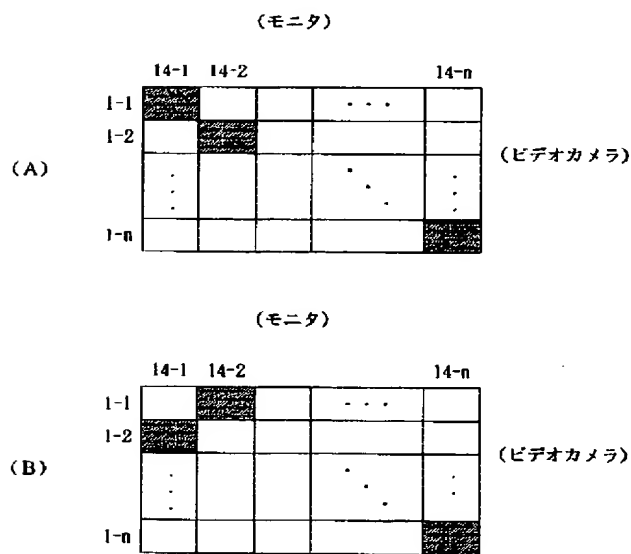 (モニタ)
14-1 14-2 14-n
1-1 ...
1-2
(A) (ビデオカメラ)
1-n
(モニタ)
14-1 14-2 14-n
1-1 ...
1-2
(B) (ビデオカメラ)
1-n